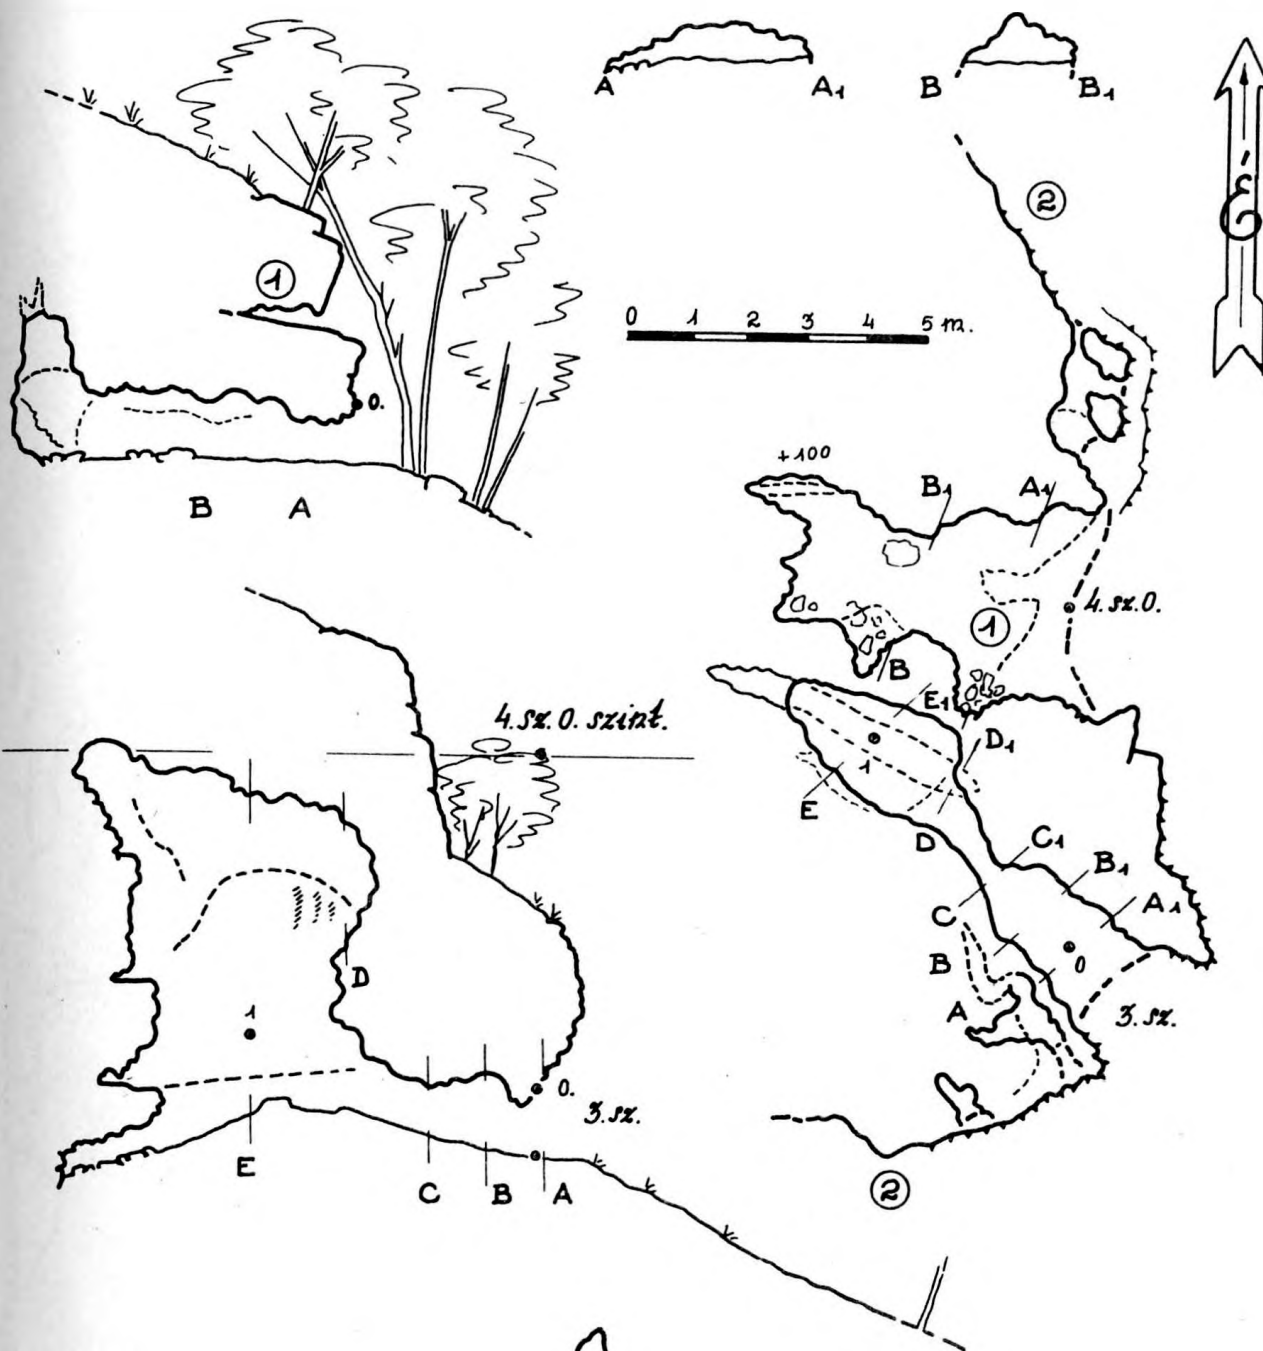 A A1 B B1
2
É
1
0 1 2 3 4 5 m.
0.
+100
B1 A1
B A
4. sz. 0.
1
B
E1
4. sz. 0. szint.
D1
1
E
D
C1
B1
A1
C
B
0
D
A
3. sz.
1
0.
3. sz.
E
C B A
2